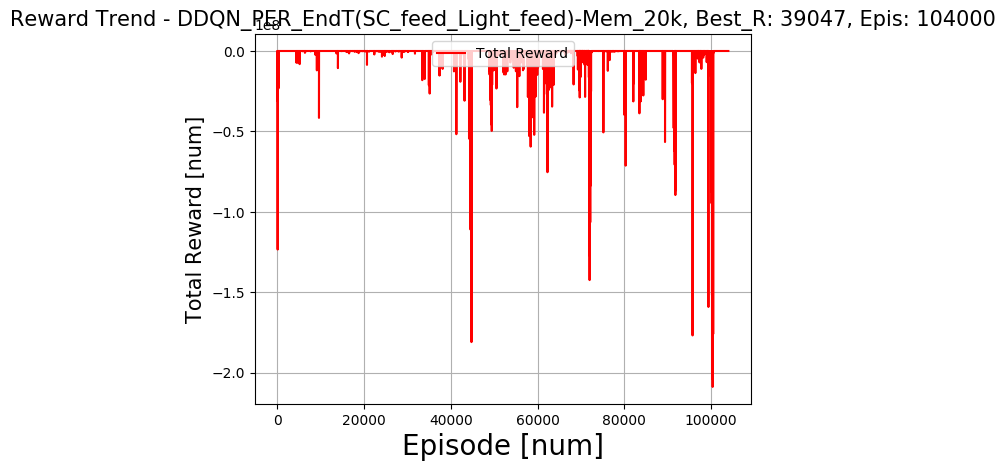 Reward Trend - DDQN_PER_EndT(SC_feed_Light_feed)-Mem_20k, Best_R: 39047, Epis: 104000
1e8
Total Reward
0.0
−0.5
−1.0
−1.5
−2.0
Total Reward [num]
0 20000 40000 60000 80000 100000
Episode [num]